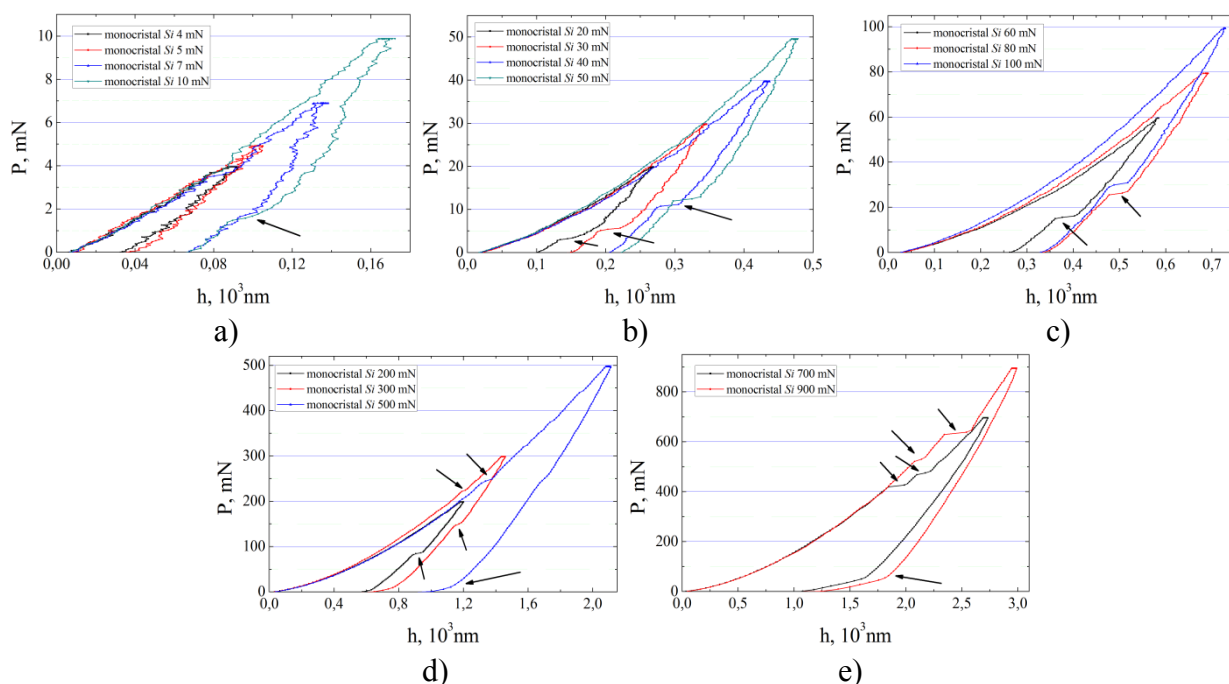 monocristal Si 4 mN
monocristal Si 5 mN
monocristal Si 7 mN
monocristal Si 10 mN
P, mN
10
8
6
4
2
0
0,00 0,04 0,08 0,12 0,16
h, 10³nm
a)
monocristal Si 20 mN
monocristal Si 30 mN
monocristal Si 40 mN
monocristal Si 50 mN
P, mN
50
40
30
20
10
0
0,0 0,1 0,2 0,3 0,4 0,5
h, 10³nm
b)
monocristal Si 60 mN
monocristal Si 80 mN
monocristal Si 100 mN
P, mN
100
80
60
40
20
0
0,0 0,1 0,2 0,3 0,4 0,5 0,6 0,7
h, 10³nm
c)
monocristal Si 200 mN
monocristal Si 300 mN
monocristal Si 500 mN
P, mN
500
400
300
200
100
0
0,0 0,4 0,8 1,2 1,6 2,0
h, 10³nm
d)
monocristal Si 700 mN
monocristal Si 900 mN
P, mN
800
600
400
200
0
0,0 0,5 1,0 1,5 2,0 2,5 3,0
h, 10³nm
e)